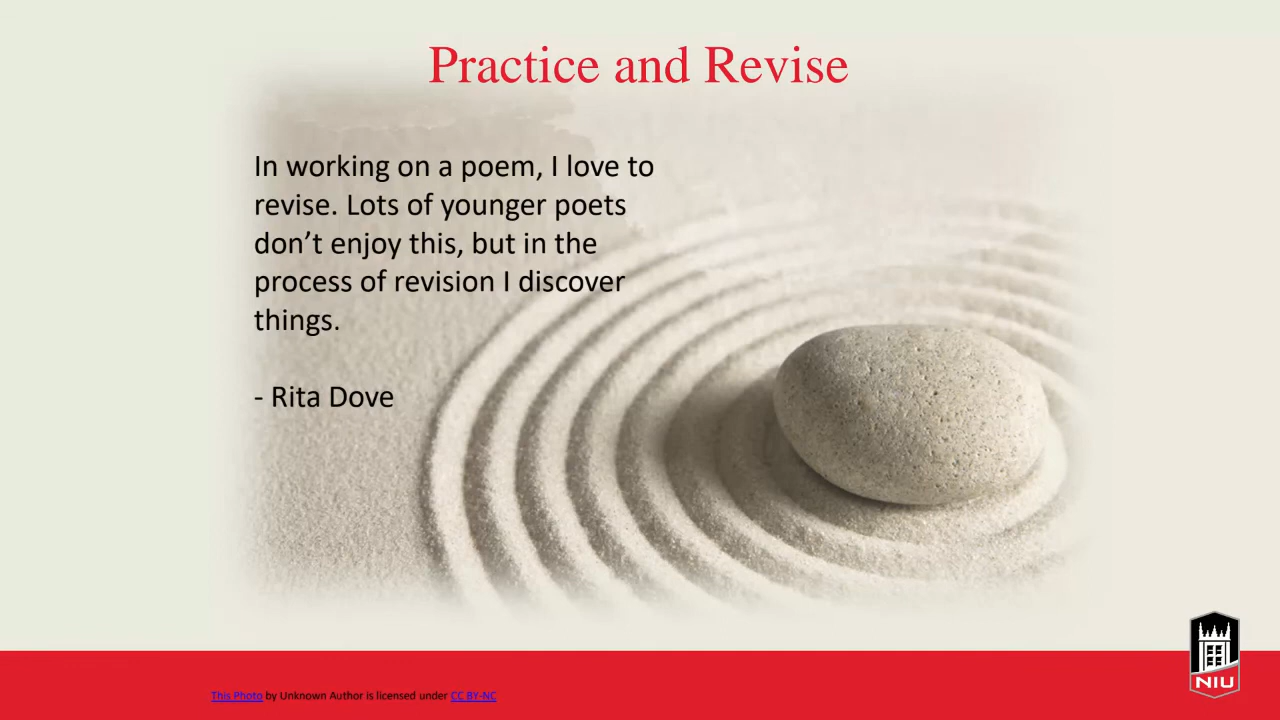 Practice and Revise
In working on a poem, I love to
revise. Lots of younger poets
don’t enjoy this, but in the
process of revision I discover
things.
- Rita Dove
NIU
This Photo by Unknown Author is licensed under CC BY-NC